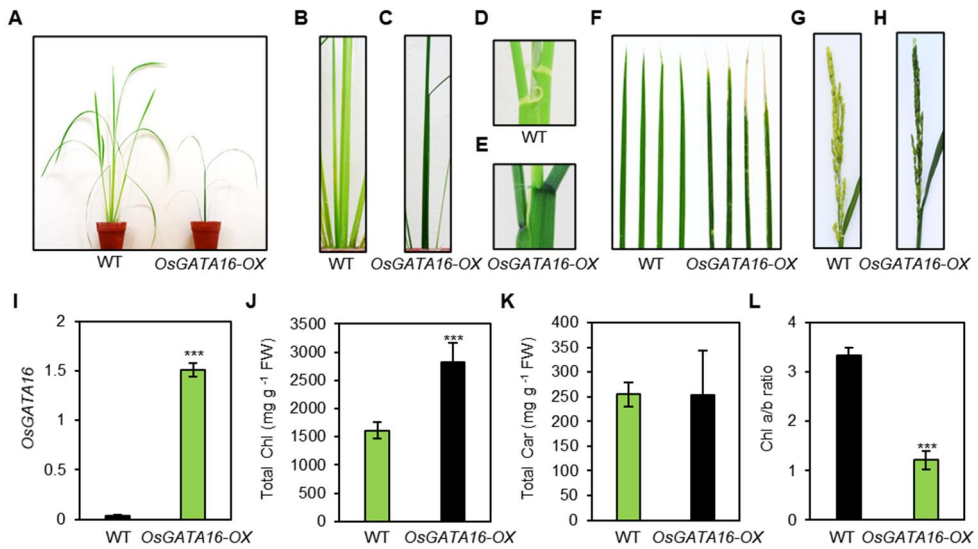 A
B
C
D
E
F
G
H
WT OsGATA16-OX
WT OsGATA16-OX
WT
OsGATA16-OX
WT OsGATA16-OX
WT OsGATA16-OX
I
OsGATA16
2
1.5
1
0.5
0
***
WT OsGATA16-OX
J
Total Chl (mg g -1 FW)
3500
3000
2500
2000
1500
1000
500
0
***
WT OsGATA16-OX
K
Total Car (mg g -1 FW)
400
350
300
250
200
150
100
50
0
WT OsGATA16-OX
L
Chl a/b ratio
4
3
2
1
0
***
WT OsGATA16-OX